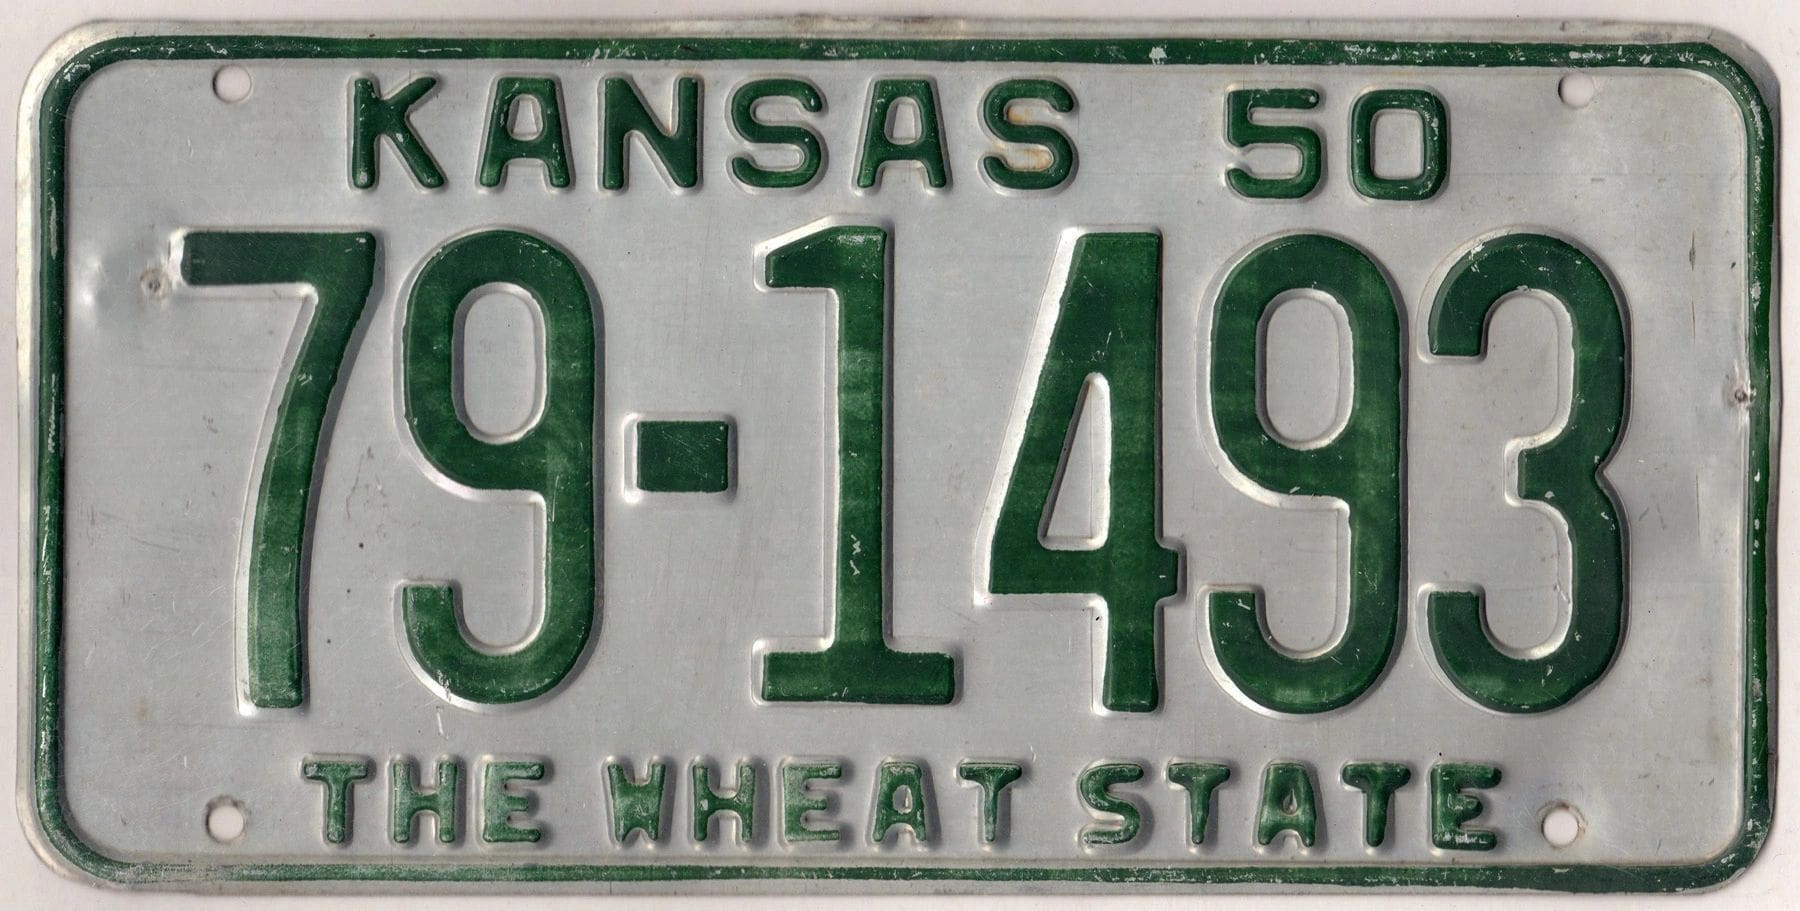 KANSAS 50
79-1493
THE WHEAT STATE